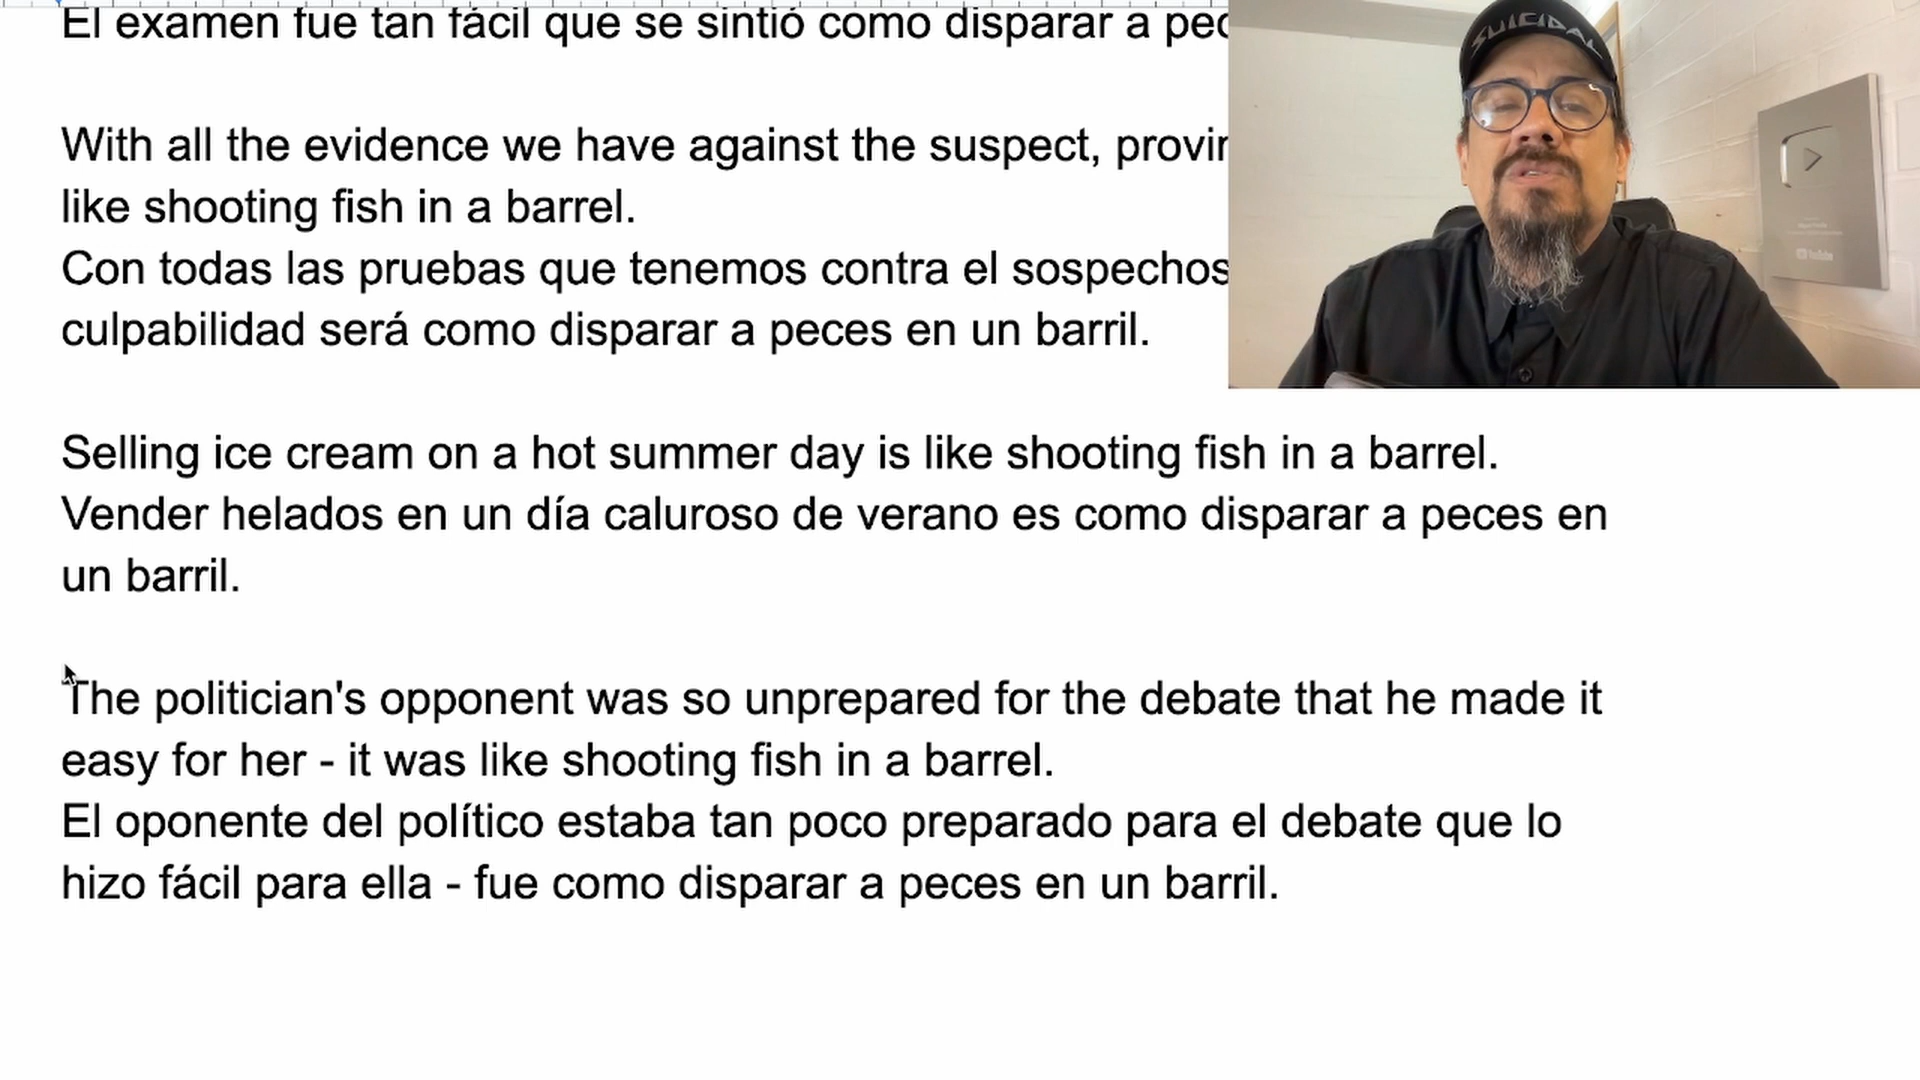 El examen fue tan fácil que se sintió como disparar a
With all the evidence we have against the suspect,
like shooting fish in a barrel.
Con todas las pruebas que tenemos contra el
culpabilidad será como disparar a peces en un barril.
Selling ice cream on a hot summer day is like shooting fish in a barrel.
Vender helados en un día caluroso de verano es como disparar a peces en
un barril.
The politician's opponent was so unprepared for the debate that he made it
easy for her - it was like shooting fish in a barrel.
El oponente del político estaba tan poco preparado para el debate que lo
hizo fácil para ella - fue como disparar a peces en un barril.
SUICIDAL
YouTube